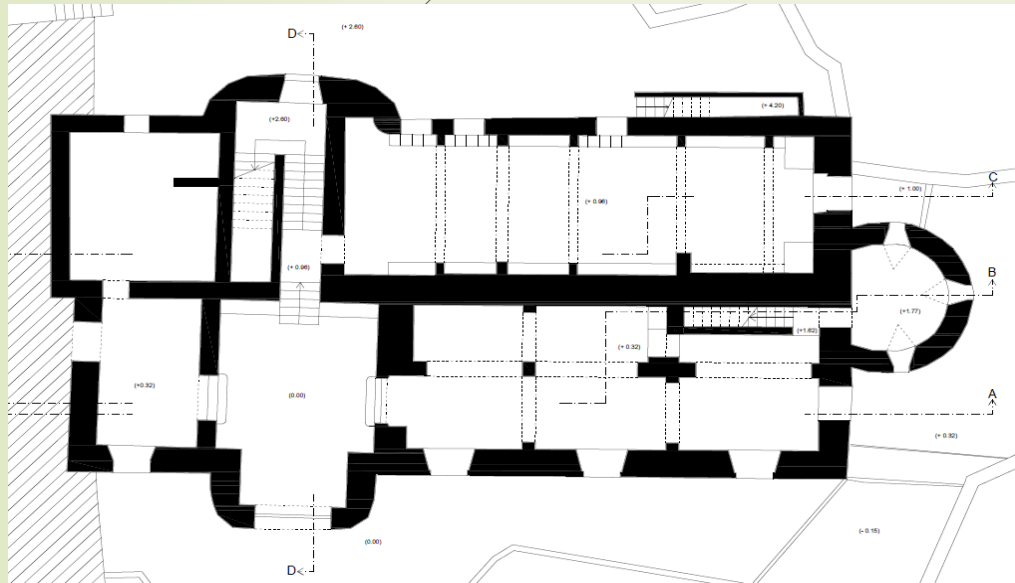 D
(+ 2.60)
(+ 4.20)
(+2.60)
C
(+ 1.00)
(+ 0.96)
(+ 0.96)
B
(+1.77)
(+1.62)
(+ 0.32)
(+0.32)
(0.00)
A
(+ 0.32)
(- 0.15)
(0.00)
D